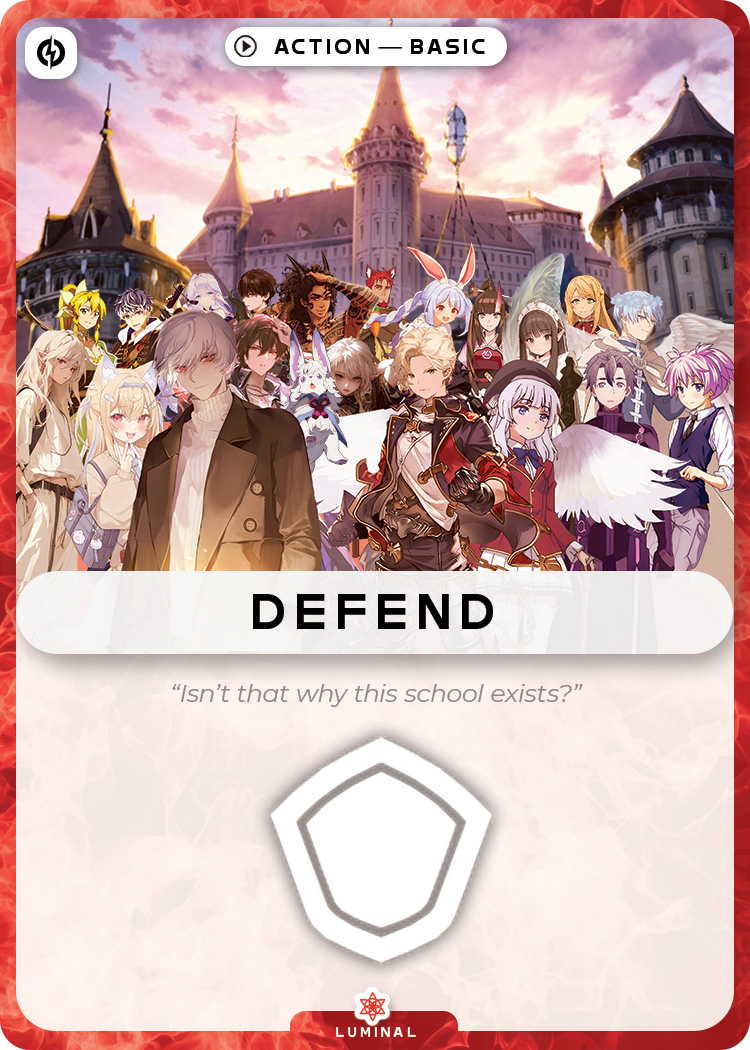 ACTION — BASIC
DEFEND
“Isn’t that why this school exists?”
LUMINAL